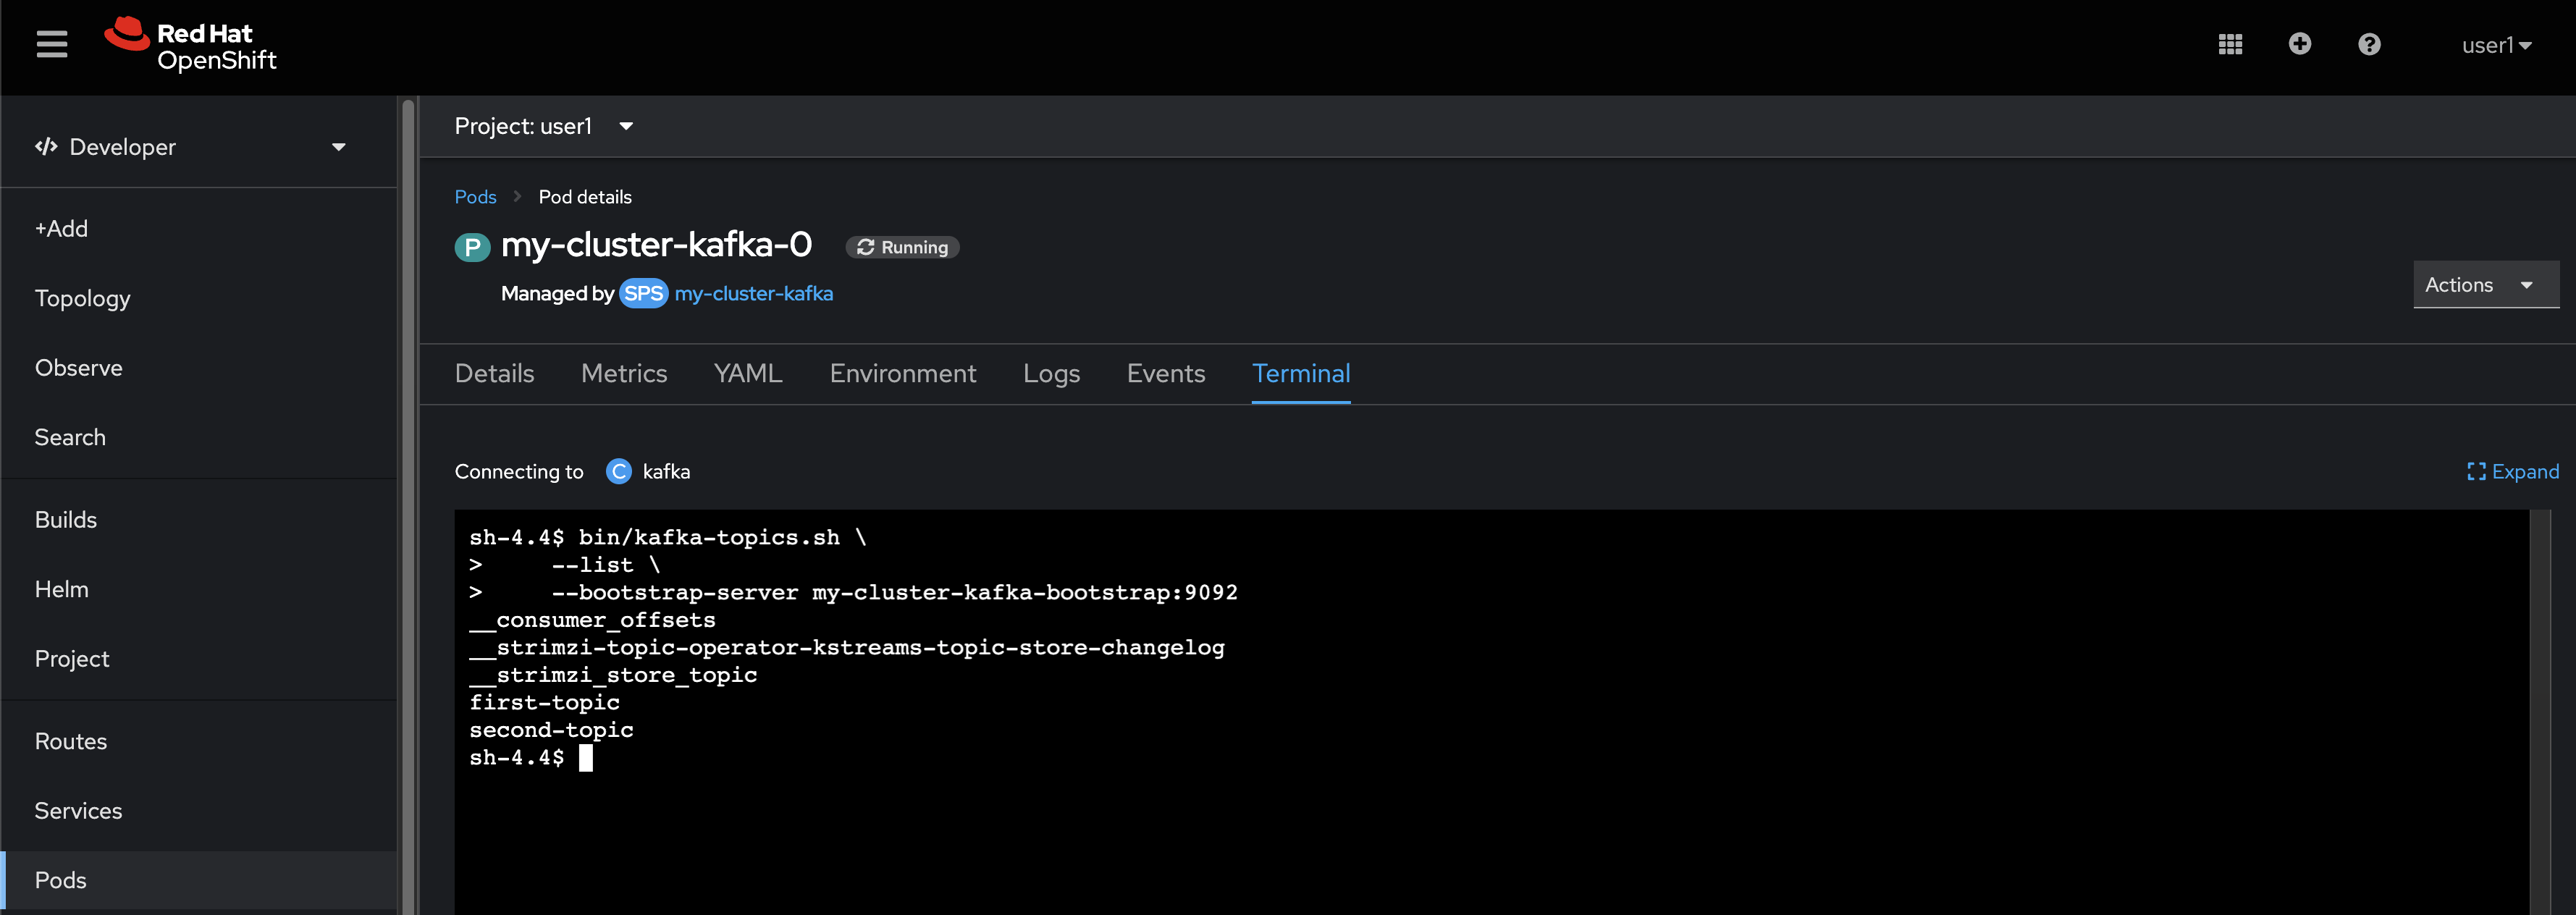 Red Hat
OpenShift
user1
Developer
+Add
Topology
Observe
Search
Builds
Helm
Project
Routes
Services
Pods
Project: user1
Pods > Pod details
P my-cluster-kafka-0 Running
Managed by SPS my-cluster-kafka
Actions
Details Metrics YAML Environment Logs Events Terminal
Connecting to C kafka
Expand
sh-4.4$ bin/kafka-topics.sh \
>     --list \
>     --bootstrap-server my-cluster-kafka-bootstrap:9092
__consumer_offsets
__strimzi-topic-operator-kstreams-topic-store-changelog
__strimzi_store_topic
first-topic
second-topic
sh-4.4$